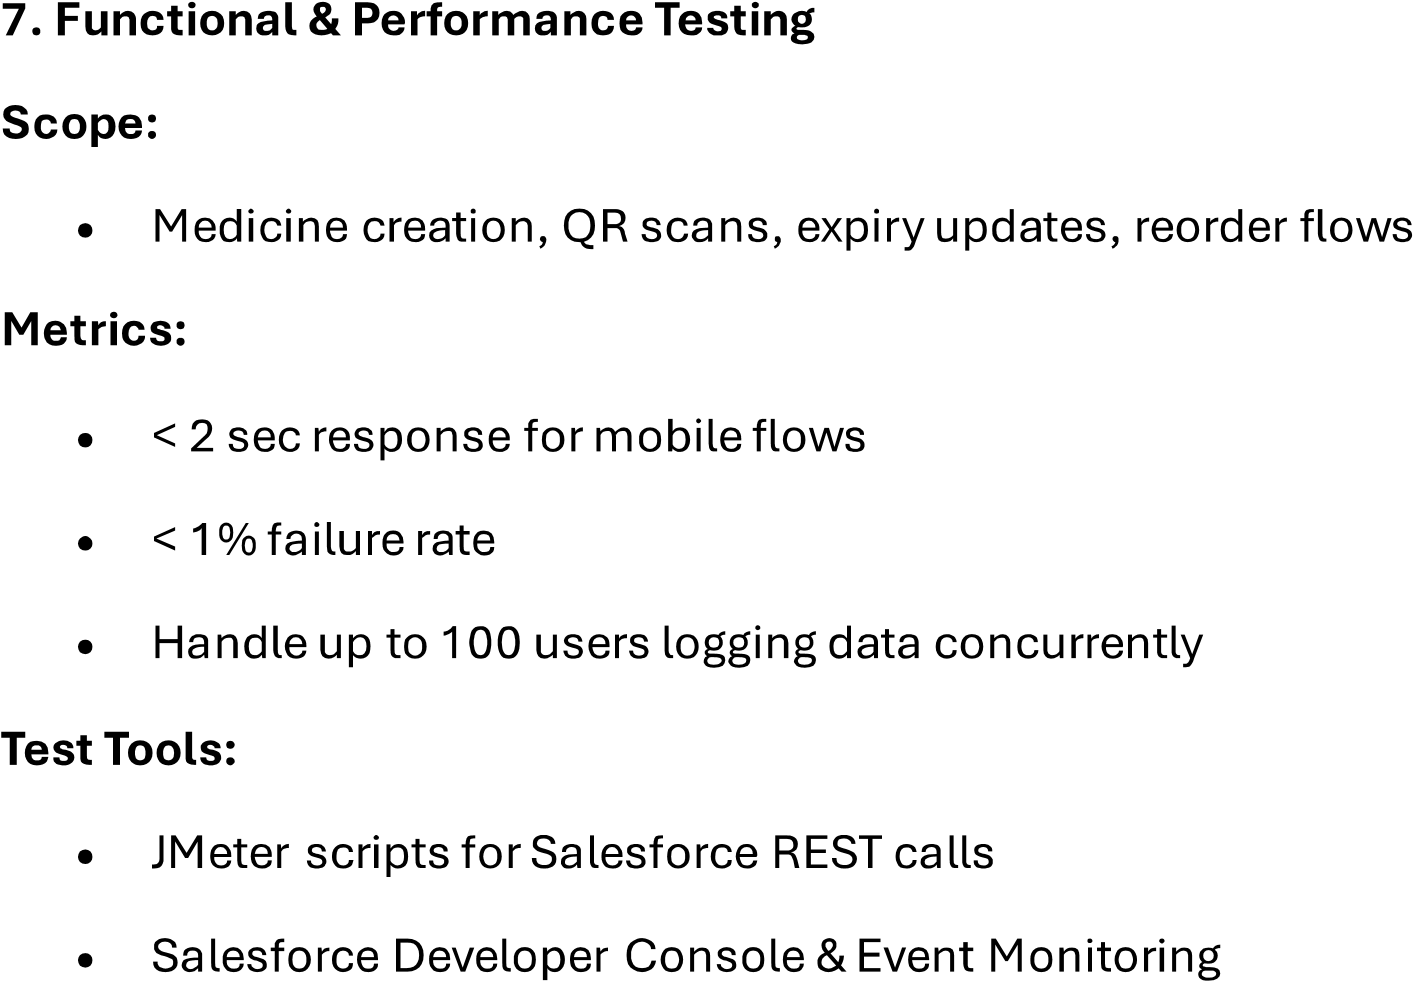 7. Functional & Performance Testing
Scope:
• Medicine creation, QR scans, expiry updates, reorder flows
Metrics:
• < 2 sec response for mobile flows
• < 1% failure rate
• Handle up to 100 users logging data concurrently
Test Tools:
• JMeter scripts for Salesforce REST calls
• Salesforce Developer Console & Event Monitoring